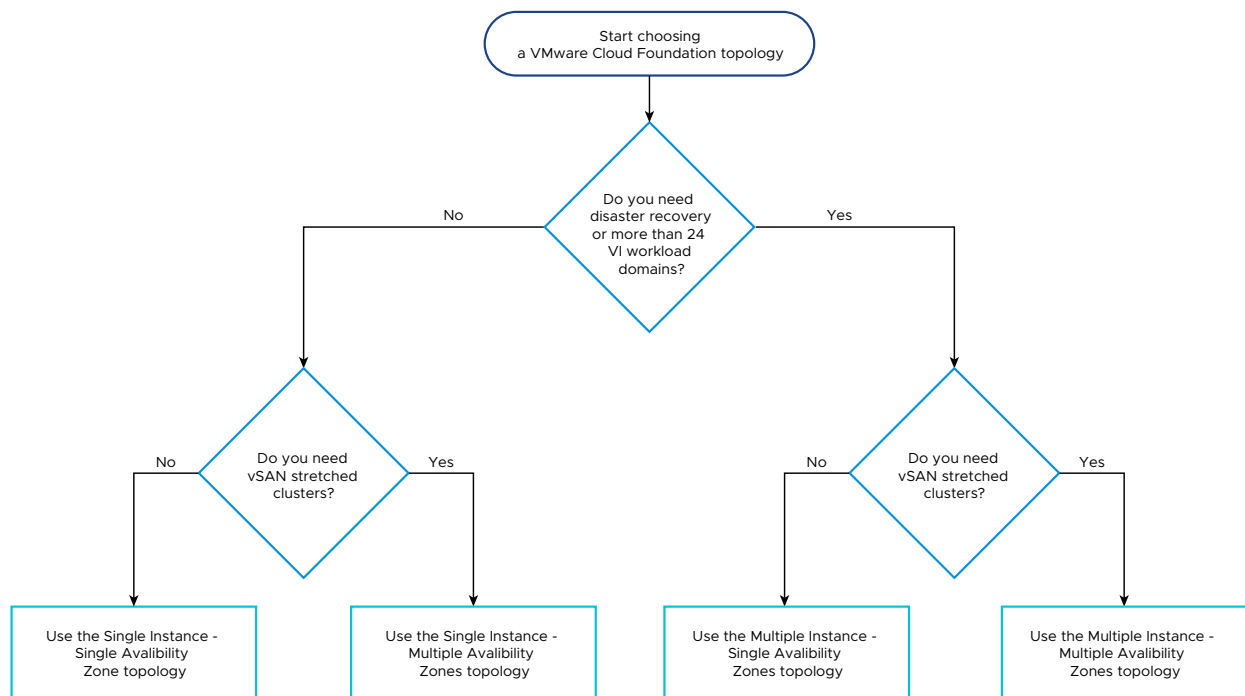 Start choosing
a VMware Cloud Foundation topology
Do you need
disaster recovery
or more than 24
VI workload
domains?
No
Yes
Do you need
vSAN stretched
clusters?
No
Yes
Do you need
vSAN stretched
clusters?
No
Yes
Use the Single Instance -
Single Avalibility
Zone topology
Use the Single Instance -
Multiple Avalibility
Zones topology
Use the Multiple Instance -
Single Availability
Zones topology
Use the Multiple Instance -
Multiple Avalibility
Zones topology